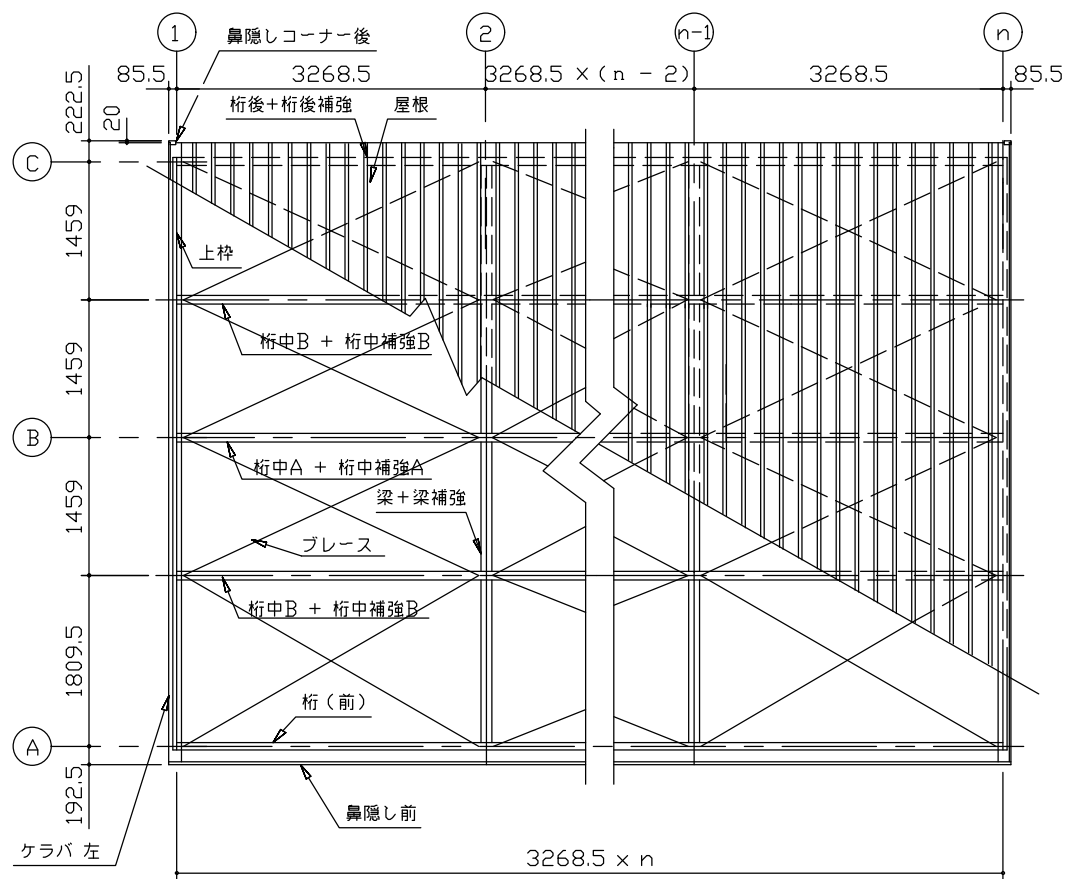 1
2
n-1
n
鼻隠しコーナー後
85.5
3268.5
3268.5 ×(n - 2)
3268.5
85.5
222.5
20
桁後+桁後補強
屋根
C
1459
上枠
桁中B + 桁中補強B
1459
B
桁中A + 桁中補強A
1459
梁+梁補強
ブレース
桁中B + 桁中補強B
1809.5
桁(前)
A
192.5
鼻隠し前
ケラバ 左
3268.5 × n